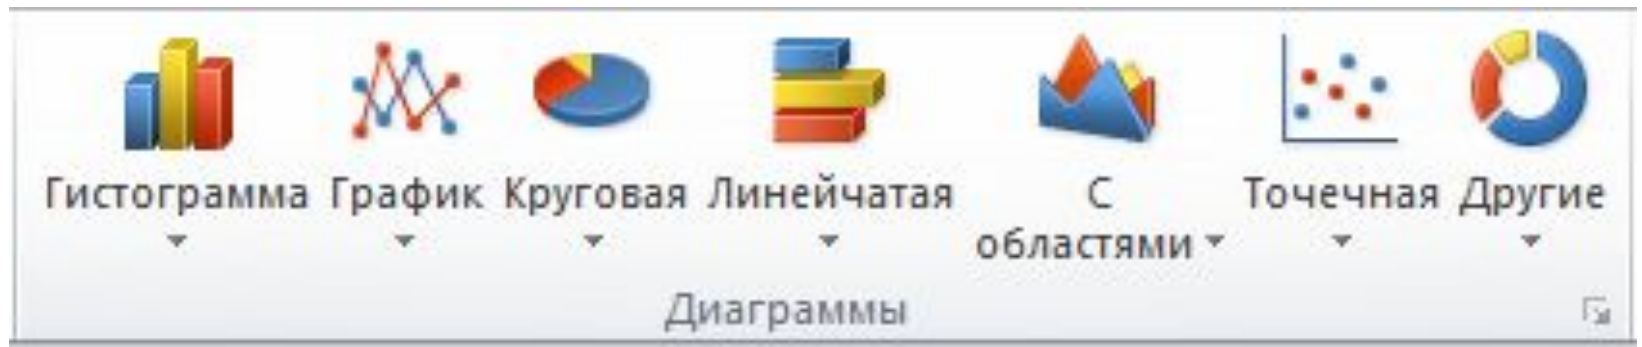 Гистограмма График Круговая Линейчатая С Точечная Другие
областями
Диаграммы